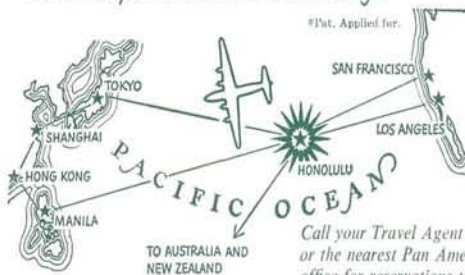 *Pat. Applied for.
SAN FRANCISCO
TOKYO
LOS ANGELES
SHANGHAI
HONOLULU
HONG KONG
PACIFIC OCEAN
MANILA
Call your Travel Agent
or the nearest Pan Ame
TO AUSTRALIA AND
NEW ZEALAND
office for reservations